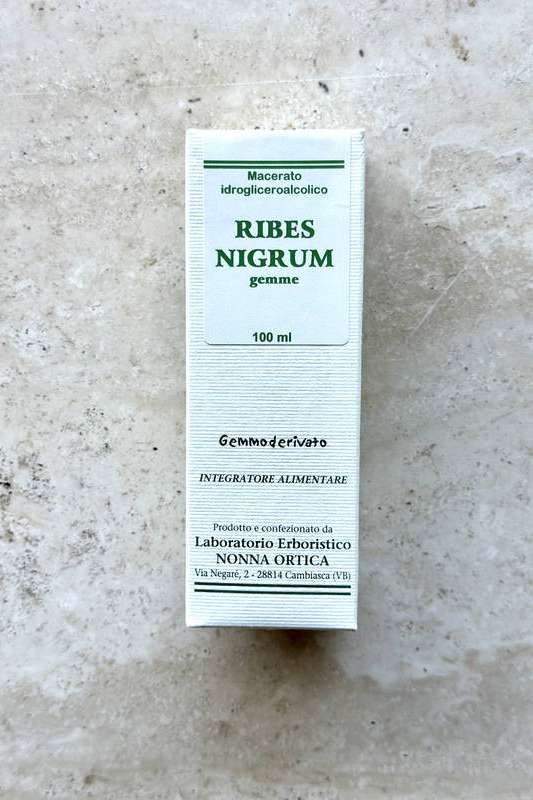 Macerato
idrogliceroalcolico
RIBES
NIGRUM
gemme
100 ml
Gemmoderivato
INTEGRATORE ALIMENTARE
Prodotto e confezionato da
Laboratorio Erboristico
NONNA ORTICA
Via Negaré, 2 - 28814 Cambiasca (VB)